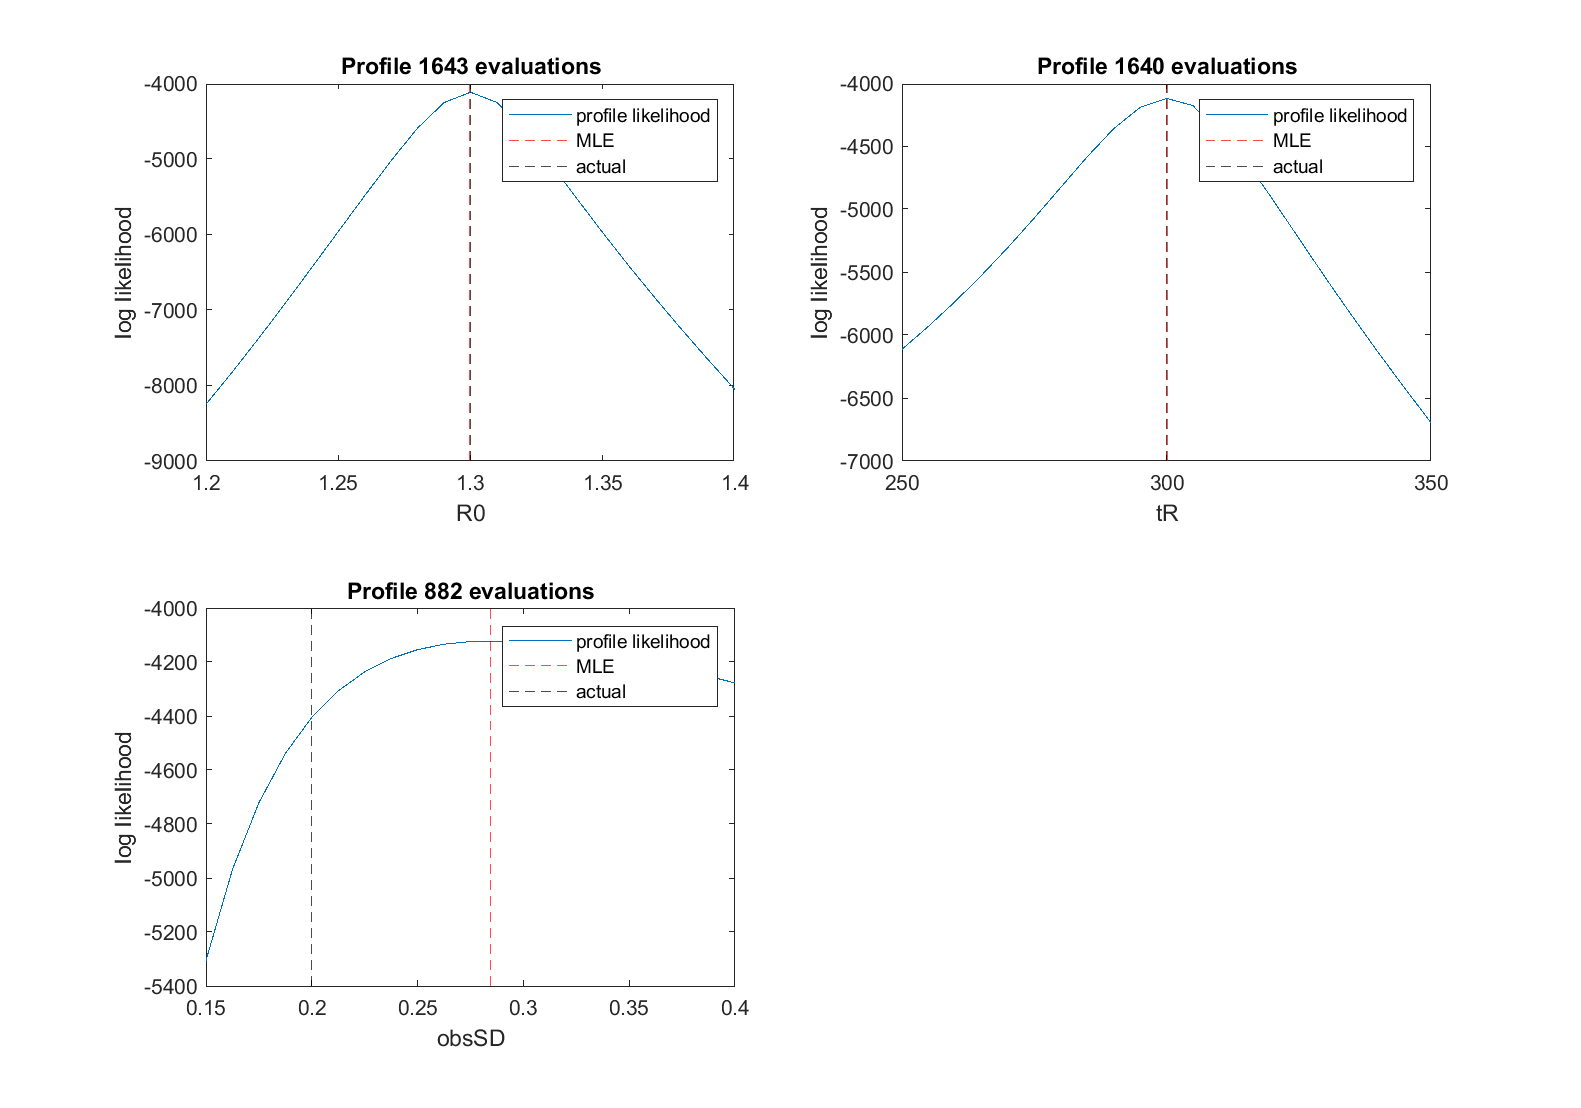 Profile 1643 evaluations
-4000
-5000
-6000
-7000
-8000
-9000
log likelihood
1.2
1.25
1.3
1.35
1.4
R0
profile likelihood
MLE
actual
Profile 1640 evaluations
-4000
-4500
-5000
-5500
-6000
-6500
-7000
log likelihood
250
300
350
tR
profile likelihood
MLE
actual
Profile 882 evaluations
-4000
-4200
-4400
-4600
-4800
-5000
-5200
-5400
log likelihood
0.15
0.2
0.25
0.3
0.35
0.4
obsSD
profile likelihood
MLE
actual